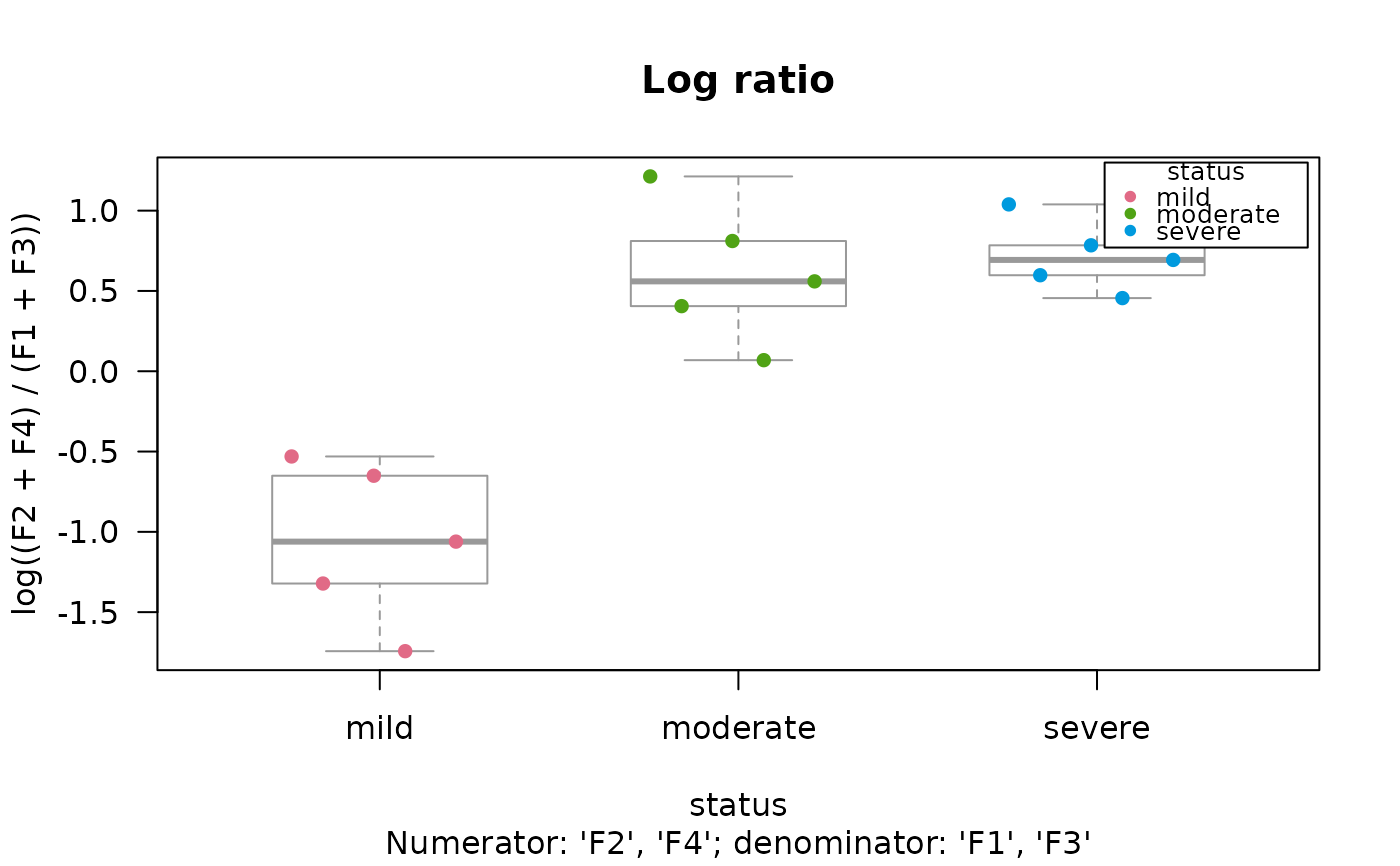 Log ratio
log((F2 + F4) / (F1 + F3))
1.0
0.5
0.0
-0.5
-1.0
-1.5
status
mild
moderate
severe
mild moderate severe
status
Numerator: 'F2', 'F4'; denominator: 'F1', 'F3'